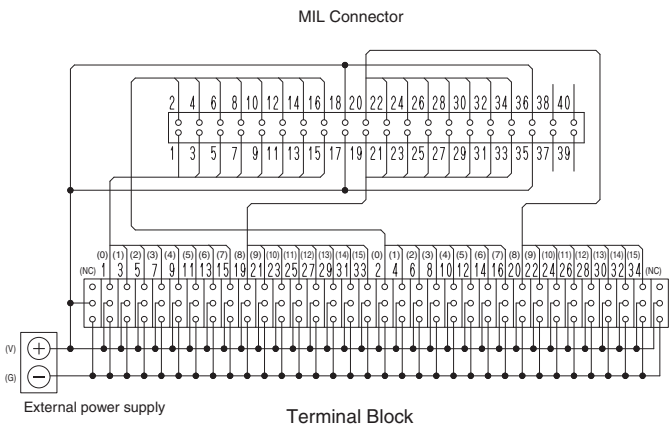 MIL Connector
2 4 6 8 10 12 14 16 18 20 22 24 26 28 30 32 34 36 38 40
1 3 5 7 9 11 13 15 17 19 21 23 25 27 29 31 33 35 37 39
(0) (1) (2) (3) (4) (5) (6) (7) (8) (9) (10) (11) (12) (13) (14) (15) (0) (1) (2) (3) (4) (5) (6) (7) (8) (9) (10) (11) (12) (13) (14) (15)
(NC) 1 3 5 7 9 11 13 15 19 21 23 25 27 29 31 33 2 4 6 8 10 12 14 16 20 22 24 26 28 30 32 34 (NC)
(V)
(G)
External power supply
Terminal Block